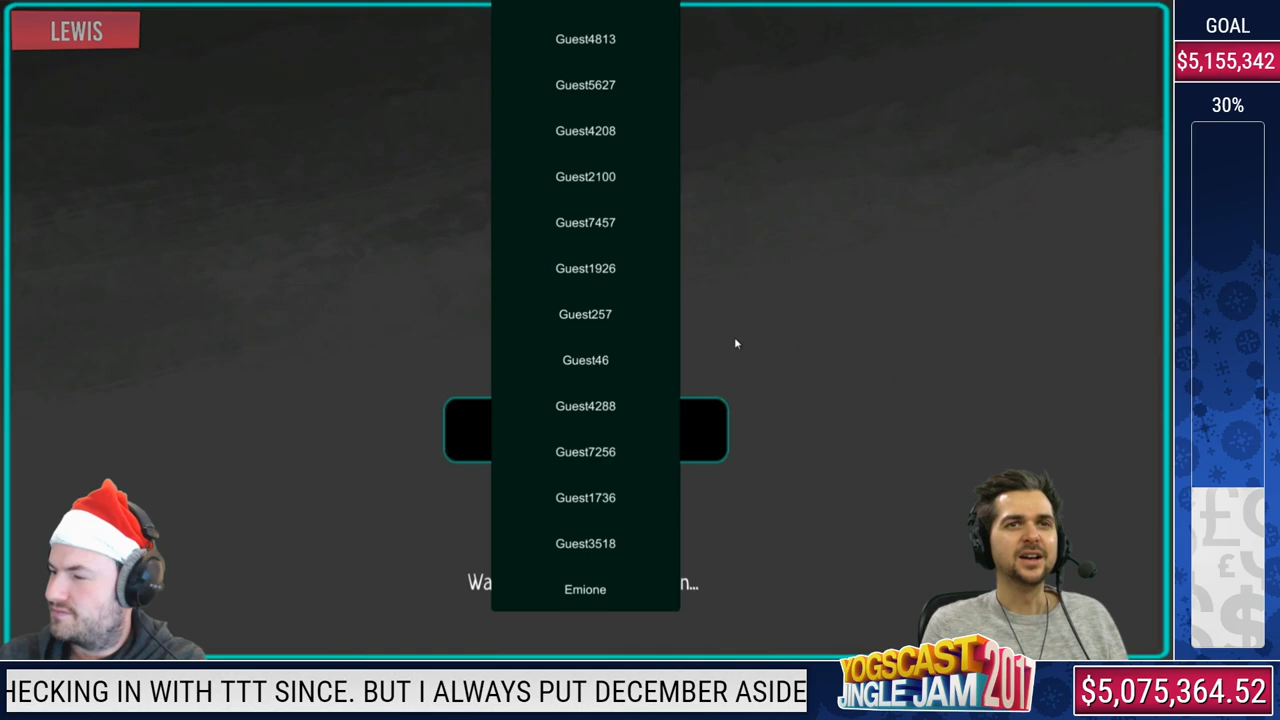 LEWIS
Guest4813
Guest5627
Guest4208
Guest2100
Guest7457
Guest1926
Guest257
Guest46
Guest4288
Guest7256
Guest1736
Guest3518
Emione
Wa
n...
GOAL
$5,155,342
30%
HECKING IN WITH TTT SINCE. BUT I ALWAYS PUT DECEMBER ASIDE
YOGSCAST
JINGLE JAM 2017
$5,075,364.52